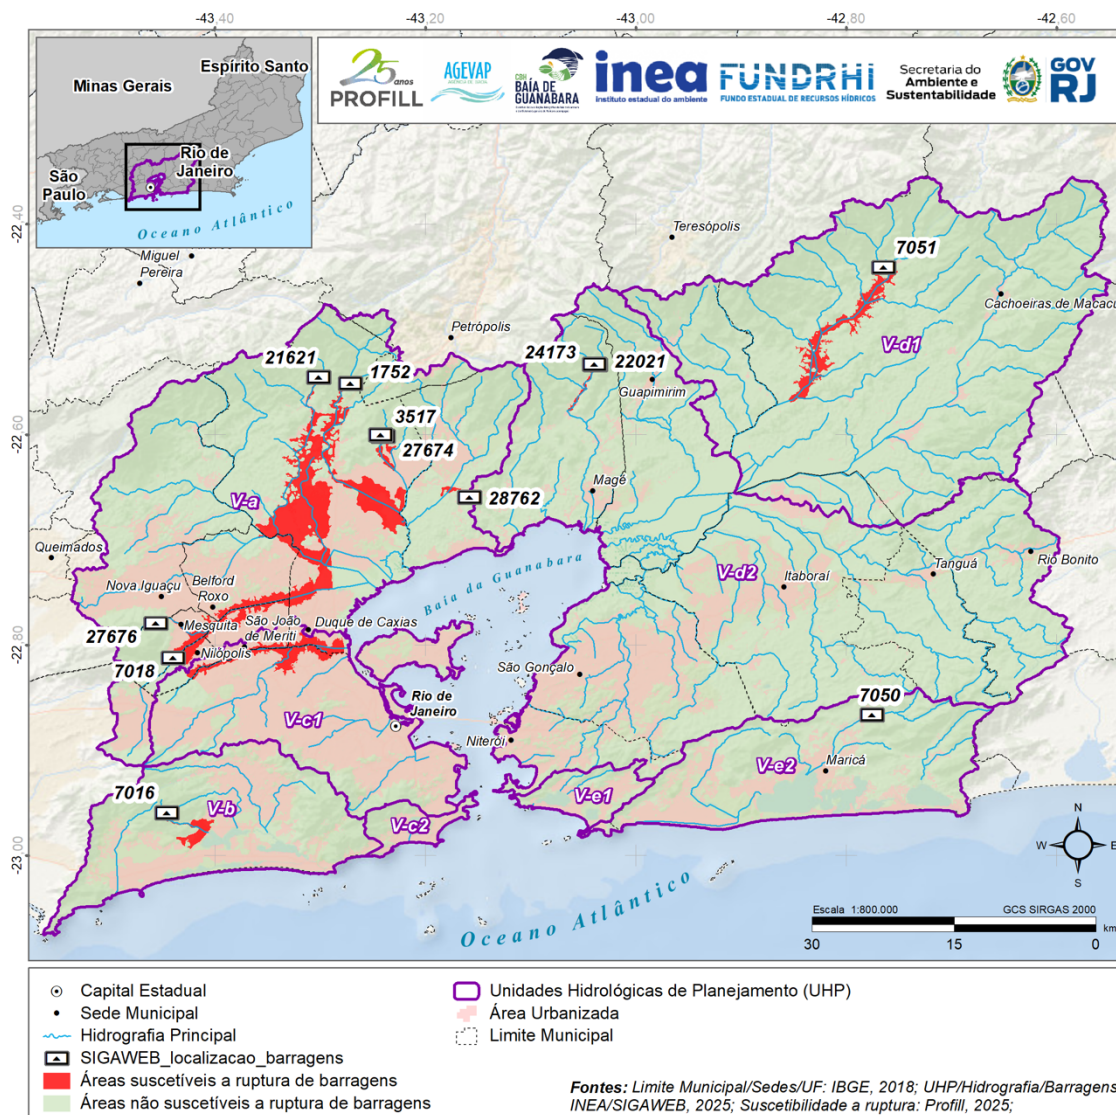 -43,40
-43,20
-43,00
-42,80
-42,60
Minas Gerais
Espírito Santo
Rio de
Janeiro
São
Paulo
Oceano Atlântico
25 anos
PROFILL
AGEVAP
CBH
BAÍA DE
GUANABARA
inea
instituto estadual do ambiente
FUNDRHI
FUNDO ESTADUAL DE RECURSOS HÍDRICOS
Secretaria do
Ambiente e
Sustentabilidade
GOV
RJ
-22,40
-22,60
-22,80
-23,00
Miguel
Pereira
Teresópolis
7051
Cachoeiras de Macacu
Petrópolis
V-d1
21621
1752
24173
22021
Guapimirim
3517
27674
28762
V-a
Magé
Queimados
Baía da Guanabara
Nova Iguaçu
Belford
Roxo
V-d2
Itaboraí
Tanguá
Rio Bonito
27676
Mesquita
São João
de Meriti
Duque de Caxias
Nilópolis
7018
São Gonçalo
Rio de
Janeiro
7050
V-c1
Niterói
V-e2
Maricá
7016
V-b
V-e1
V-c2
Oceano Atlântico
N
W
E
S
Escala 1:800.000
GCS SIRGAS 2000
km
30
15
0
Capital Estadual
Sede Municipal
Hidrografia Principal
SIGAWEB_localizacao_barragens
Áreas suscetíveis a ruptura de barragens
Áreas não suscetíveis a ruptura de barragens
Unidades Hidrológicas de Planejamento (UHP)
Área Urbanizada
Limite Municipal
Fontes: Limite Municipal/Sedes/UF: IBGE, 2018; UHP/Hidrografia/Barragens
INEA/SIGAWEB, 2025; Suscetibilidade a ruptura: Profill, 2025;